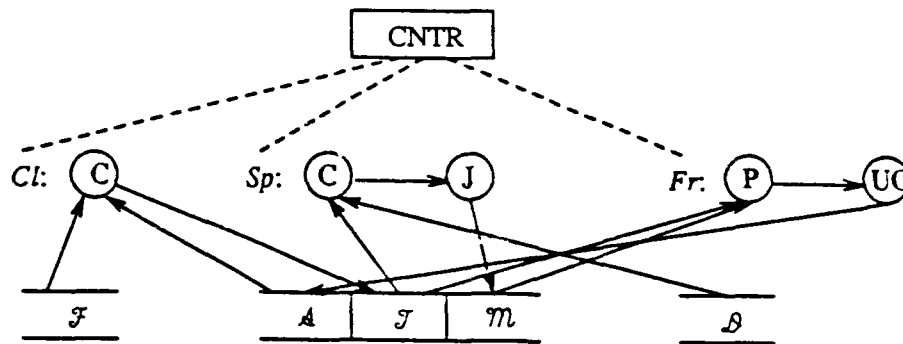 CNTR
Cl: C Sp: C J Fr: P UC
ℱ 𝒜 𝒯 ℳ 𝒟